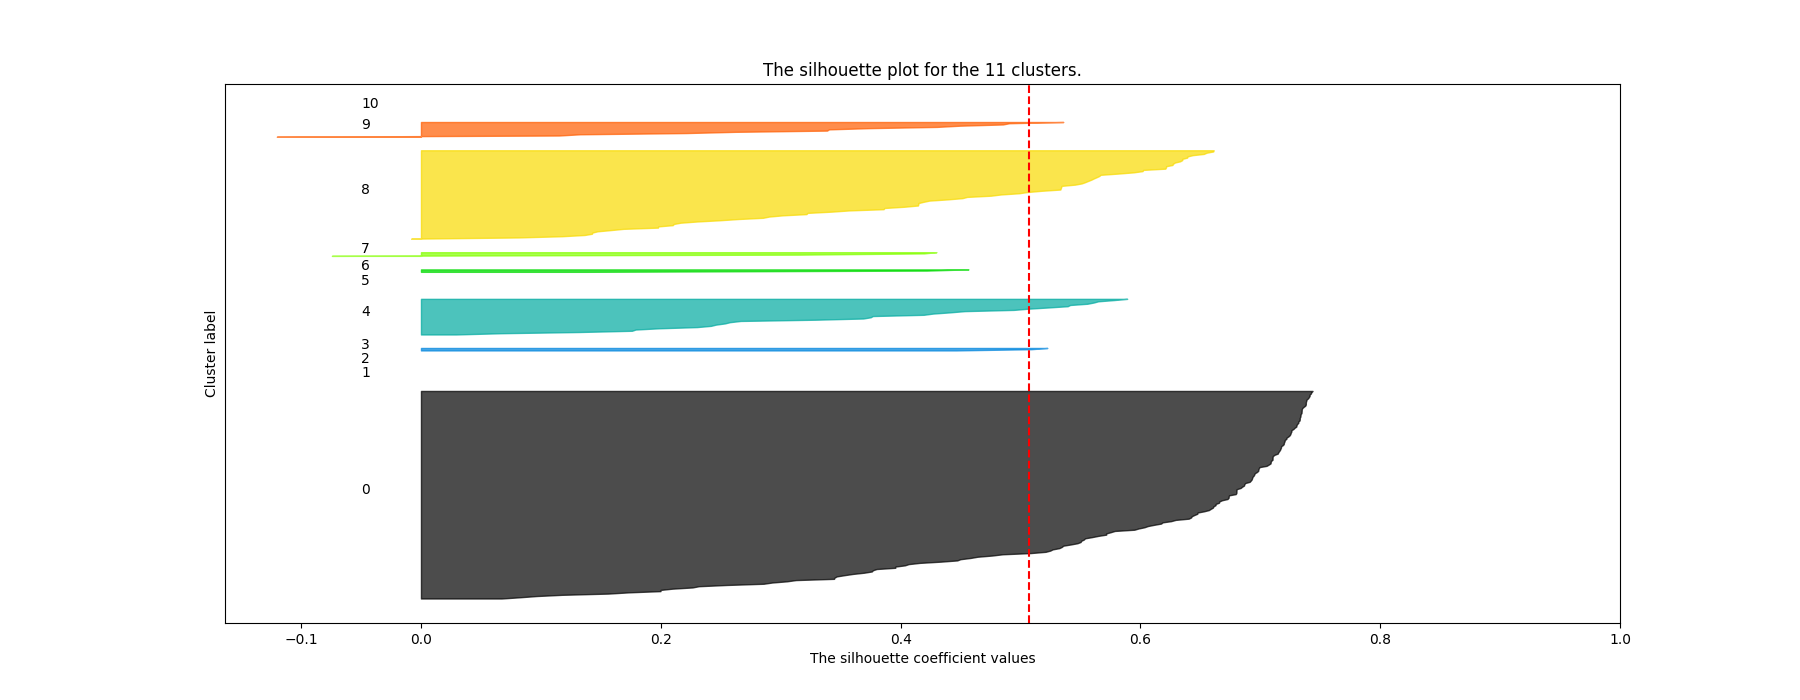 The silhouette plot for the 11 clusters.
10
9
8
7
6
5
4
3
2
1
0
Cluster label
−0.1 0.0 0.2 0.4 0.6 0.8 1.0
The silhouette coefficient values